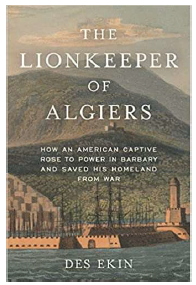 THE
LIONKEEPER
OF
ALGIERS
HOW AN AMERICAN CAPTIVE
ROSE TO POWER IN BARBARY
AND SAVED HIS HOMELAND
FROM WAR
DES EKIN